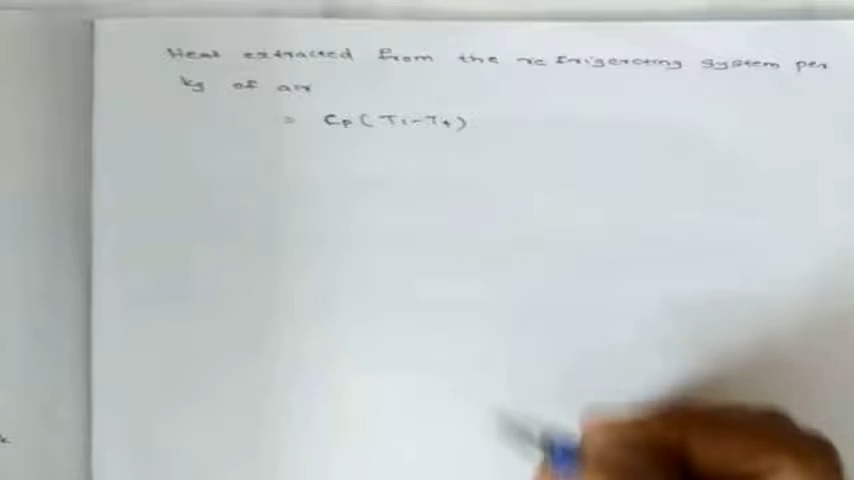 Heat extracted from the refrigerating system per
kg of air
= Cp (T1-T4)